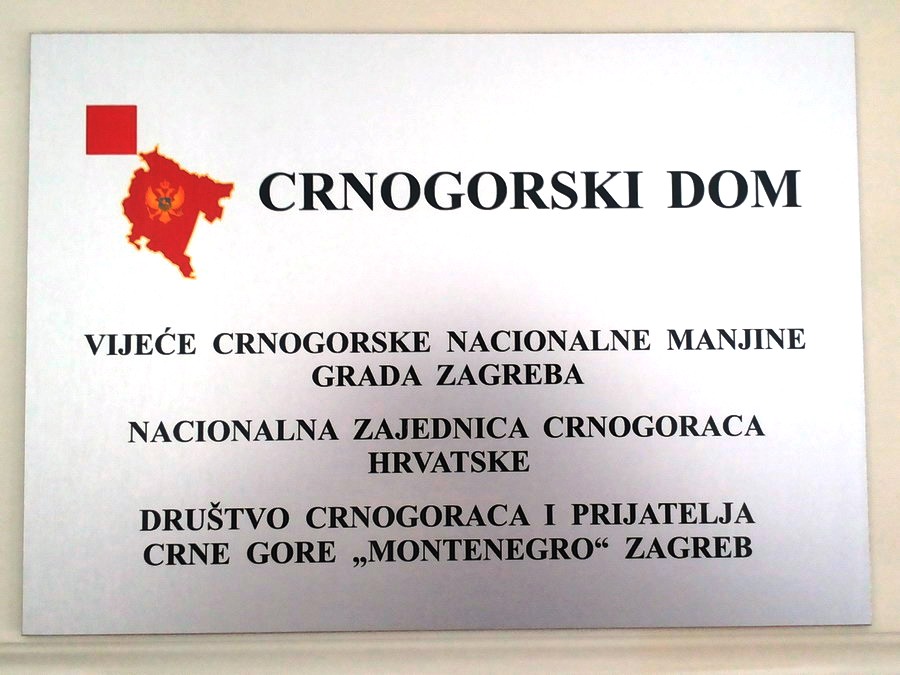 CRNOGORSKI DOM
VIJEĆE CRNOGORSKE NACIONALNE MANJINE
GRADA ZAGREBA
NACIONALNA ZAJEDNICA CRNOGORACA
HRVATSKE
DRUŠTVO CRNOGORACA I PRIJATELJA
CRNE GORE „MONTENEGRO“ ZAGREB